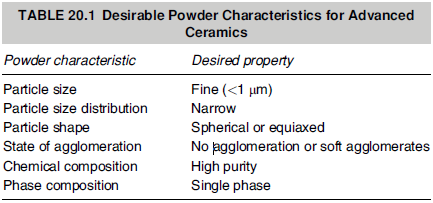 TABLE 20.1 Desirable Powder Characteristics for Advanced
Ceramics
Powder characteristic Desired property
Particle size Fine (<1 μm)
Particle size distribution Narrow
Particle shape Spherical or equiaxed
State of agglomeration No agglomeration or soft agglomerates
Chemical composition High purity
Phase composition Single phase